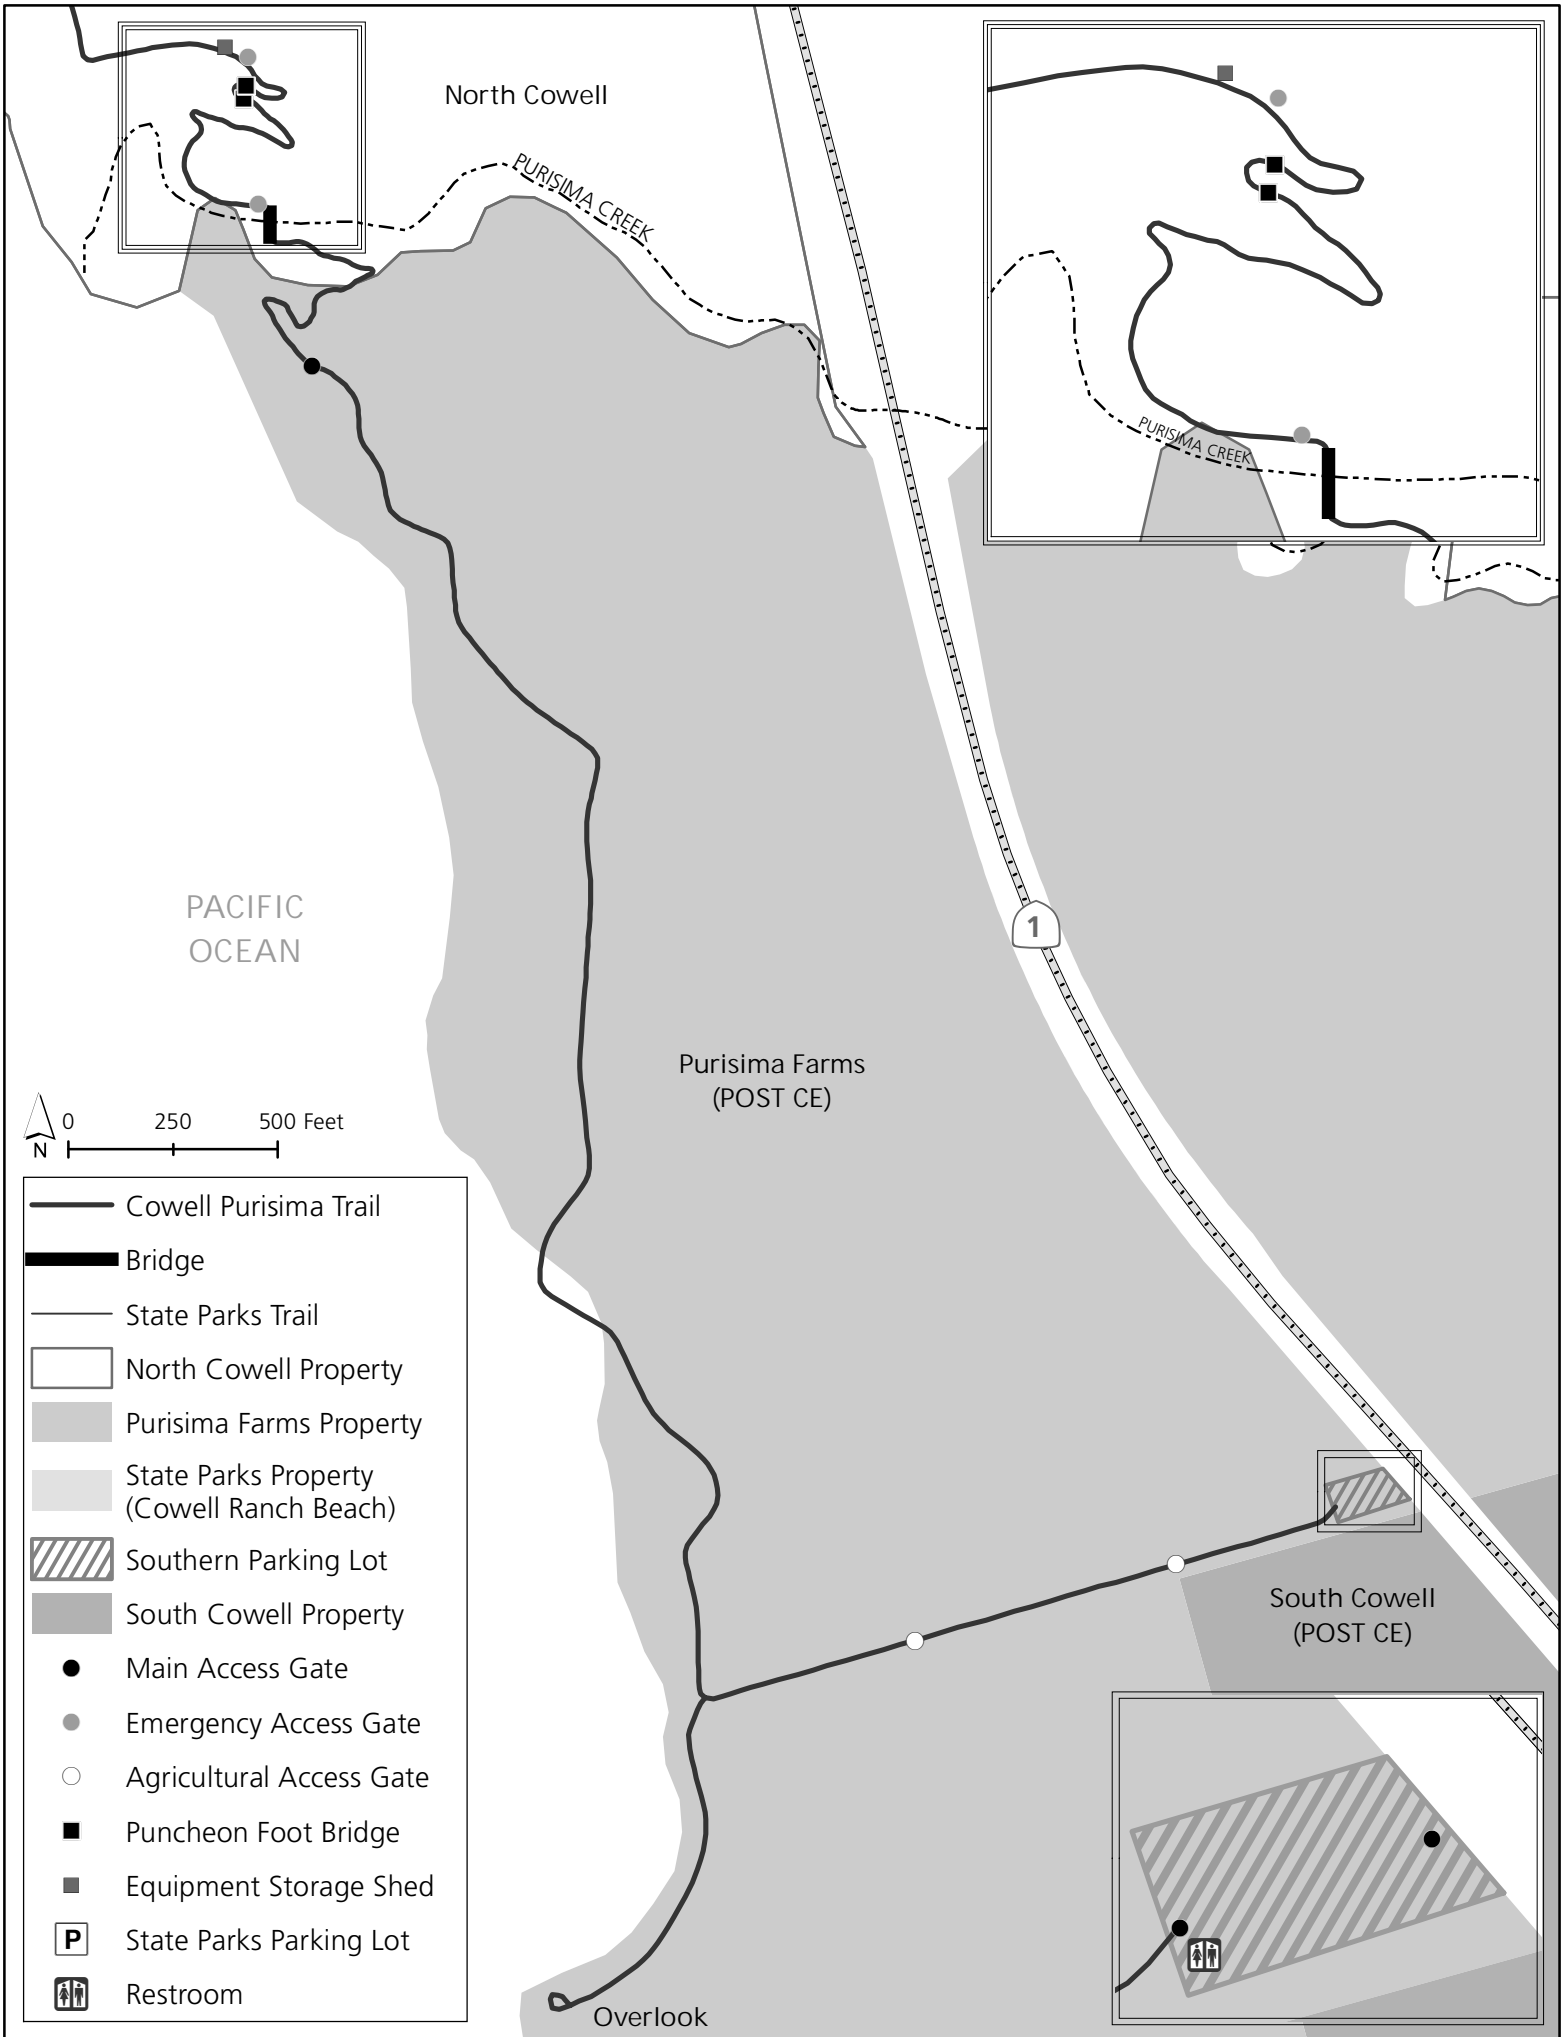 North Cowell
PURISIMA CREEK
PURISIMA CREEK
1
PACIFIC
OCEAN
Purisima Farms
(POST CE)
N
0 250 500 Feet
Cowell Purisima Trail
Bridge
State Parks Trail
North Cowell Property
Purisima Farms Property
State Parks Property
(Cowell Ranch Beach)
Southern Parking Lot
South Cowell Property
Main Access Gate
Emergency Access Gate
Agricultural Access Gate
Puncheon Foot Bridge
Equipment Storage Shed
P State Parks Parking Lot
Restroom
South Cowell
(POST CE)
Overlook